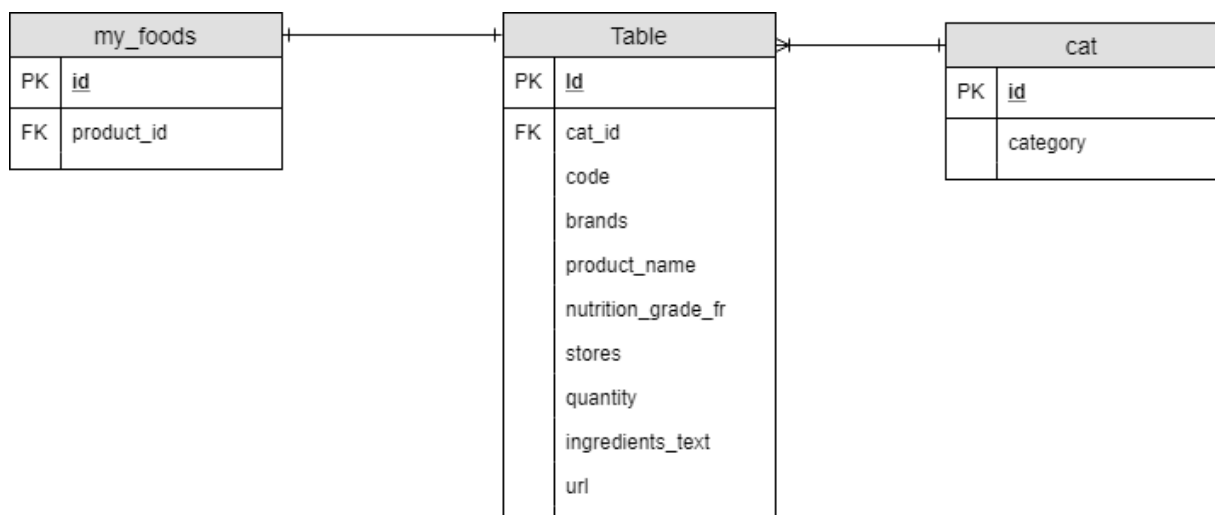 my_foods
PK id
FK product_id
Table
PK Id
FK cat_id
code
brands
product_name
nutrition_grade_fr
stores
quantity
ingredients_text
url
cat
PK id
category